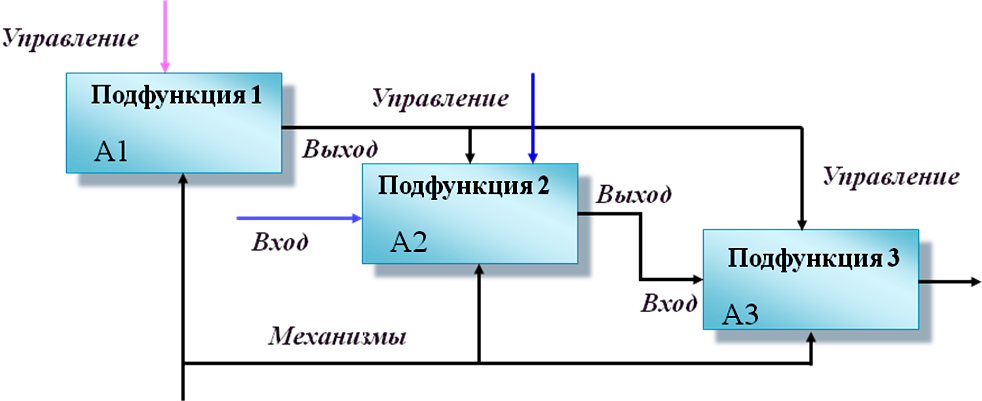 Управление
Подфункция 1
А1
Управление
Выход
Подфункция 2
А2
Выход
Управление
Вход
Подфункция 3
А3
Вход
Механизмы